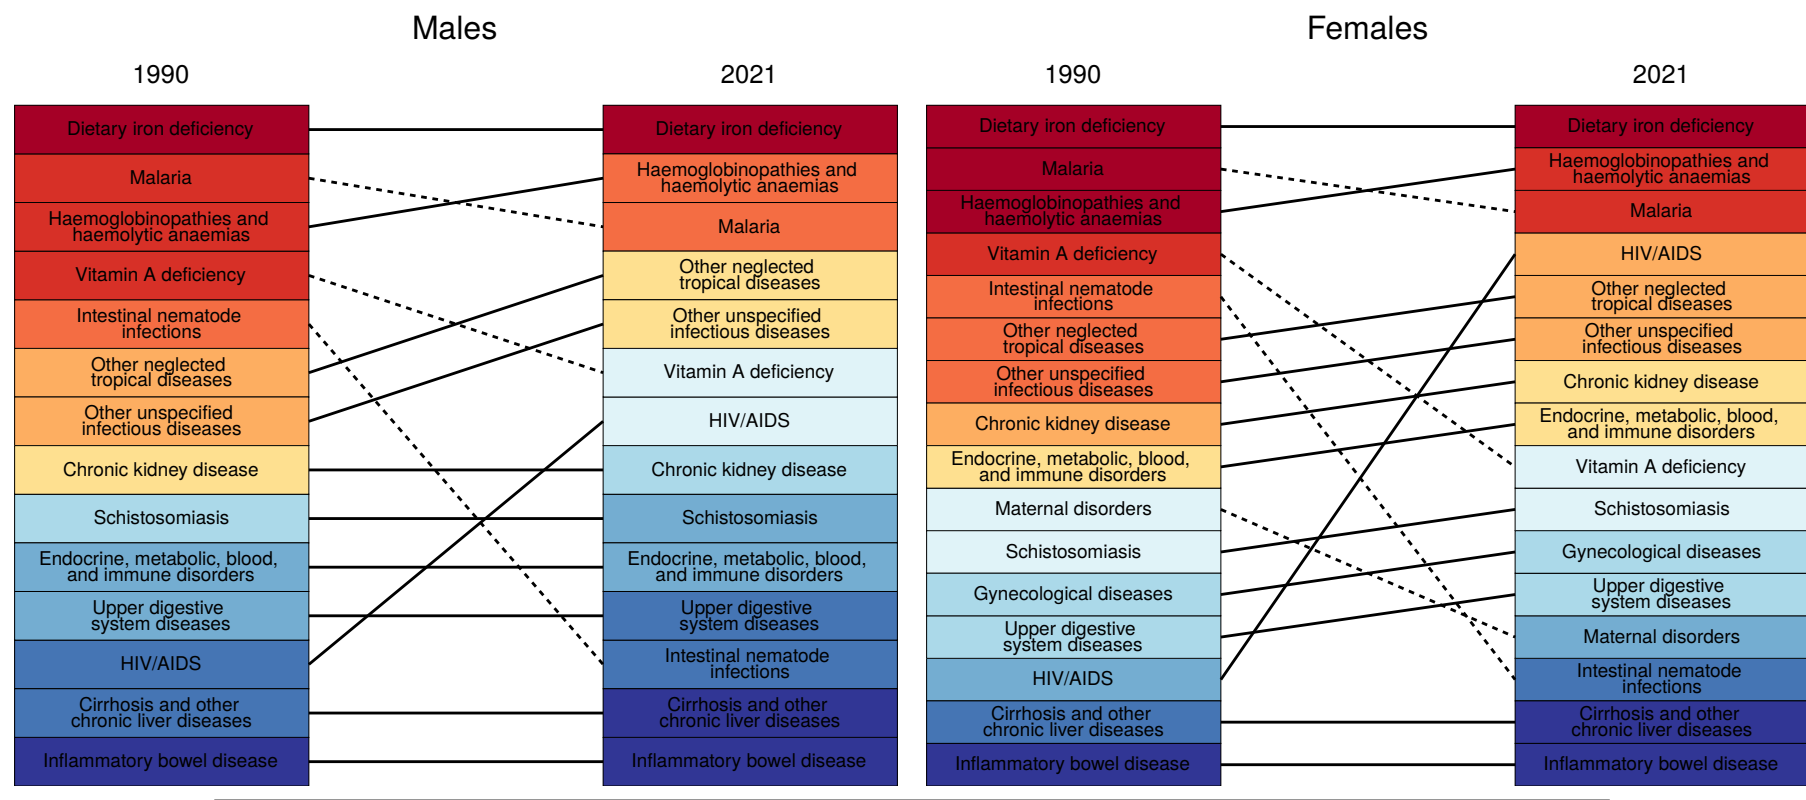 Males
Females
1990
2021
1990
2021
Dietary iron deficiency
Malaria
Haemoglobinopathies and
haemolytic anaemias
Vitamin A deficiency
Intestinal nematode
infections
Other neglected
tropical diseases
Other unspecified
infectious diseases
Chronic kidney disease
Schistosomiasis
Endocrine, metabolic, blood,
and immune disorders
Upper digestive
system diseases
HIV/AIDS
Cirrhosis and other
chronic liver diseases
Inflammatory bowel disease
Dietary iron deficiency
Haemoglobinopathies and
haemolytic anaemias
Malaria
Other neglected
tropical diseases
Other unspecified
infectious diseases
Vitamin A deficiency
HIV/AIDS
Chronic kidney disease
Schistosomiasis
Endocrine, metabolic, blood,
and immune disorders
Upper digestive
system diseases
Intestinal nematode
infections
Cirrhosis and other
chronic liver diseases
Inflammatory bowel disease
Dietary iron deficiency
Malaria
Haemoglobinopathies and
haemolytic anaemias
Vitamin A deficiency
Intestinal nematode
infections
Other neglected
tropical diseases
Other unspecified
infectious diseases
Chronic kidney disease
Endocrine, metabolic, blood,
and immune disorders
Maternal disorders
Schistosomiasis
Gynecological diseases
Upper digestive
system diseases
HIV/AIDS
Cirrhosis and other
chronic liver diseases
Inflammatory bowel disease
Dietary iron deficiency
Haemoglobinopathies and
haemolytic anaemias
Malaria
HIV/AIDS
Other neglected
tropical diseases
Other unspecified
infectious diseases
Chronic kidney disease
Endocrine, metabolic, blood,
and immune disorders
Vitamin A deficiency
Schistosomiasis
Gynecological diseases
Upper digestive
system diseases
Maternal disorders
Intestinal nematode
infections
Cirrhosis and other
chronic liver diseases
Inflammatory bowel disease